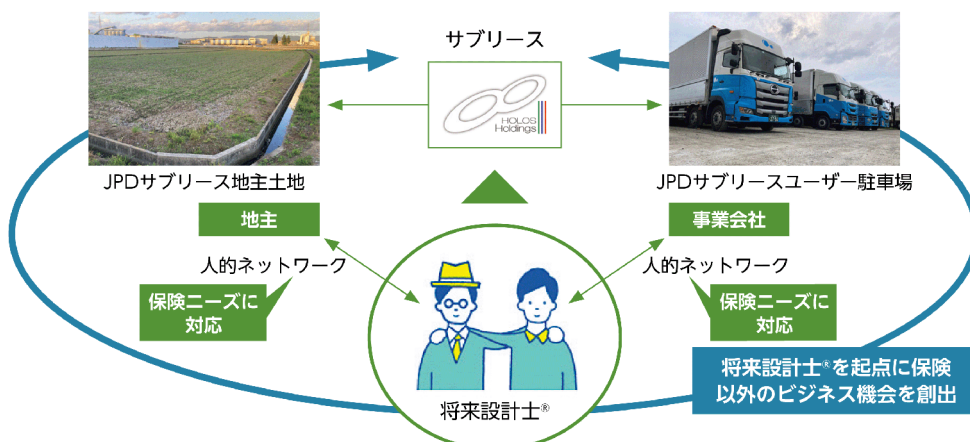 サブリース
HOLOS
Holdings
JPDサブリース地主土地
JPDサブリースユーザー駐車場
地主
事業会社
人的ネットワーク
人的ネットワーク
保険ニーズに
対応
保険ニーズに
対応
将来設計士®
将来設計士®を起点に保険
以外のビジネス機会を創出